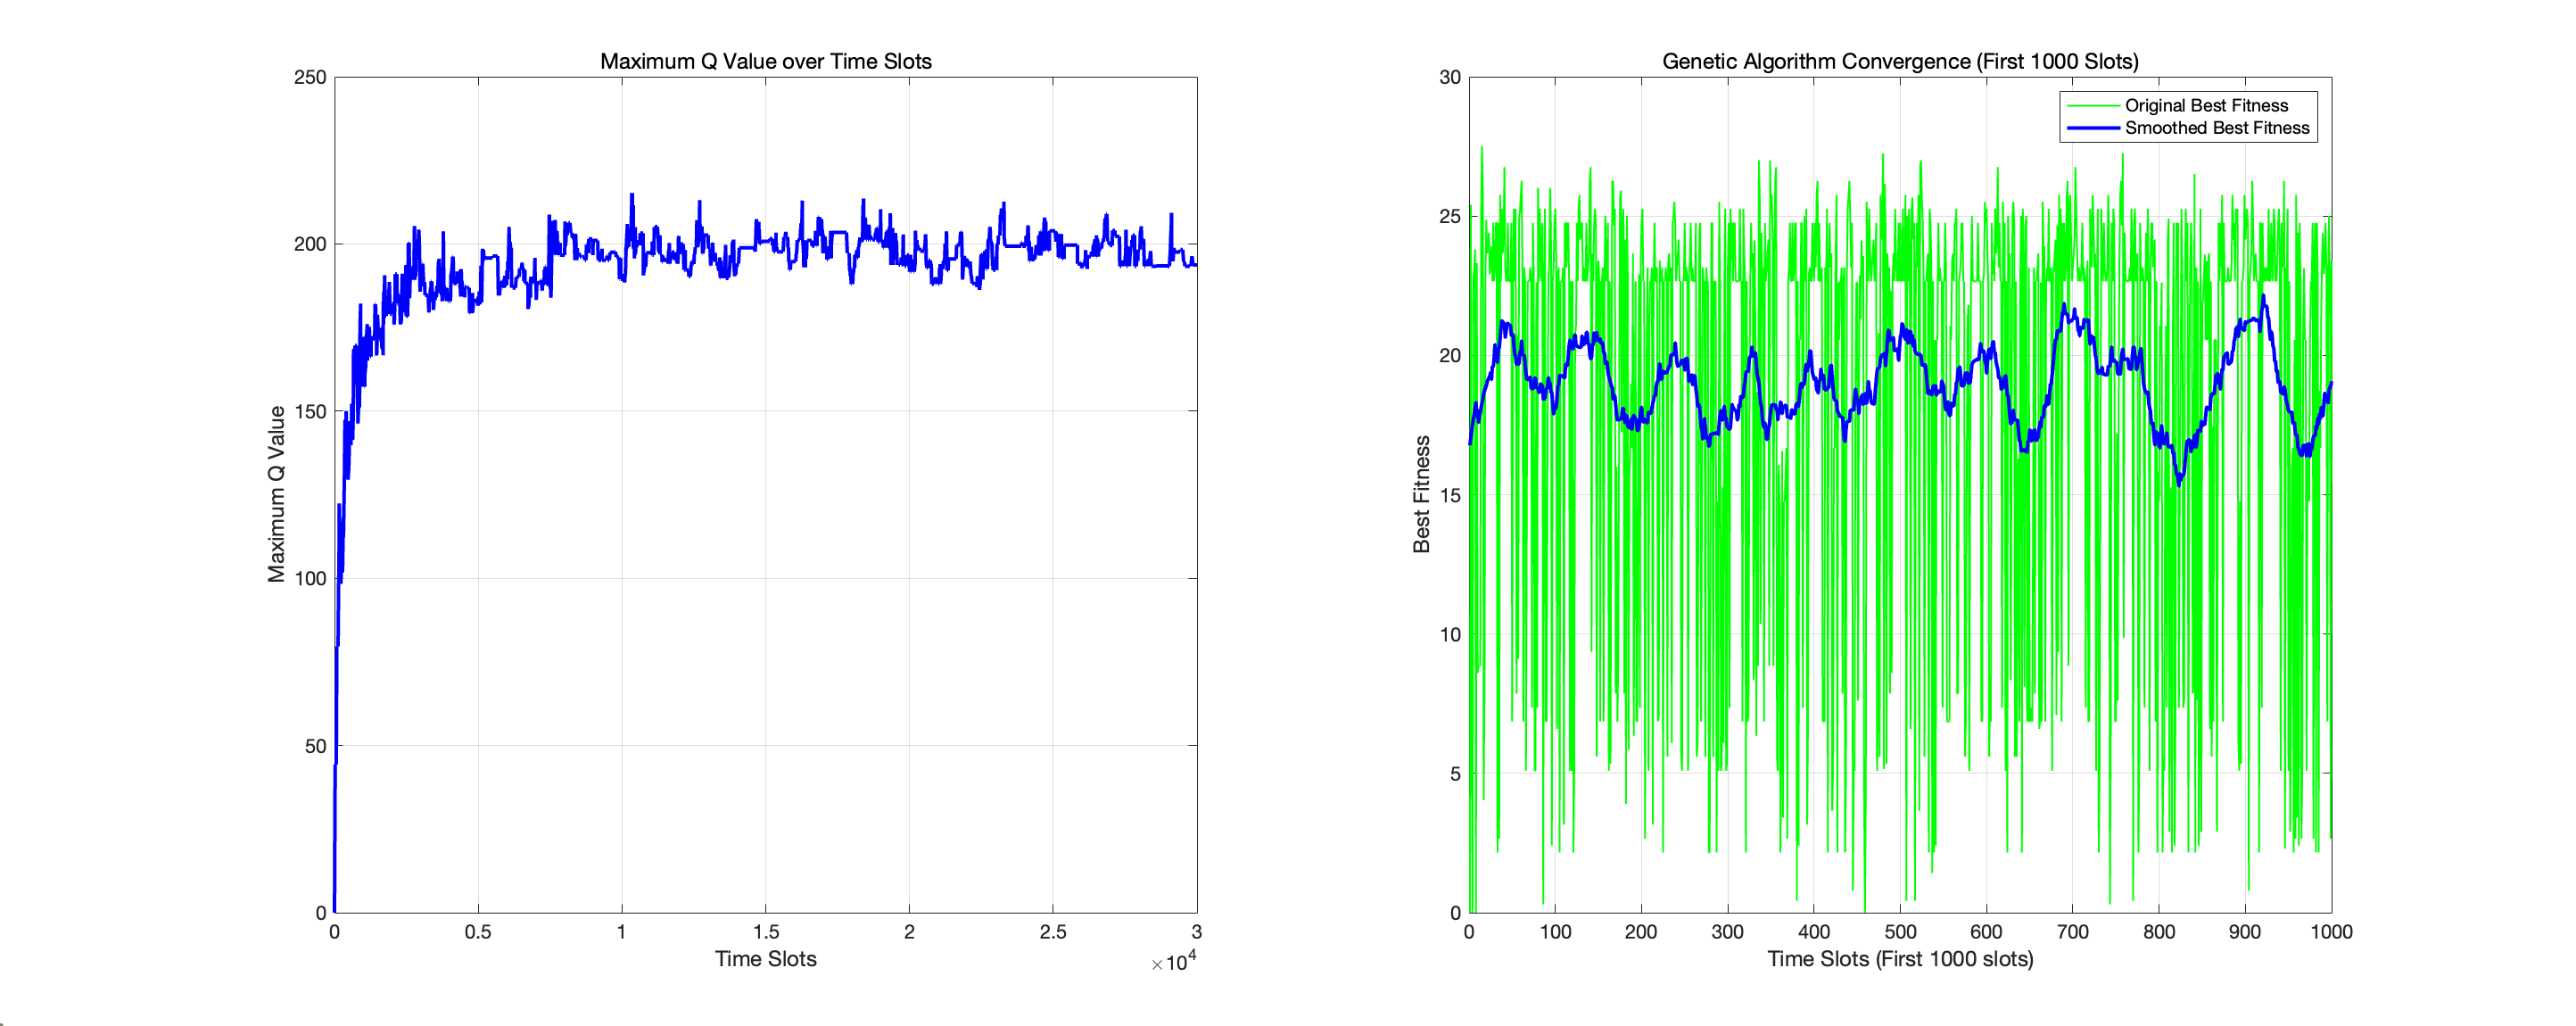 Maximum Q Value over Time Slots
250
200
150
100
50
0
Maximum Q Value
0 0.5 1 1.5 2 2.5 3
Time Slots
×10^4
Genetic Algorithm Convergence (First 1000 Slots)
30
25
20
15
10
5
0
Best Fitness
Original Best Fitness
Smoothed Best Fitness
0 100 200 300 400 500 600 700 800 900 1000
Time Slots (First 1000 slots)